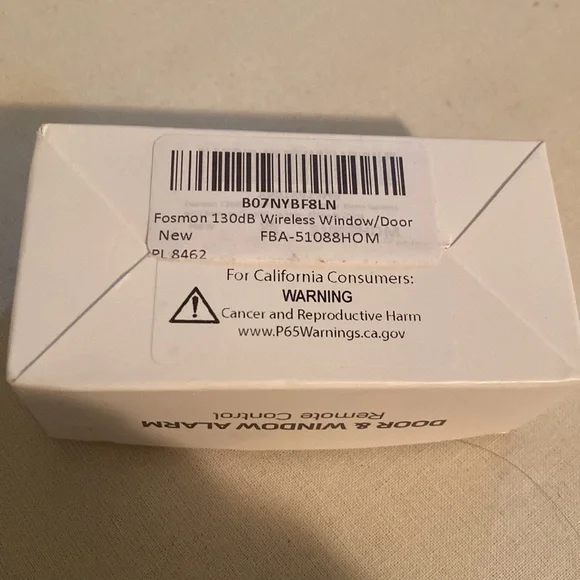 B07NYBF8LN
Fosmon 130dB Wireless Window/Door
New FBA-51088HOM
PL 8462
For California Consumers:
WARNING
Cancer and Reproductive Harm
www.P65Warnings.ca.gov
DOOR & WINDOW ALARM
Remote Control